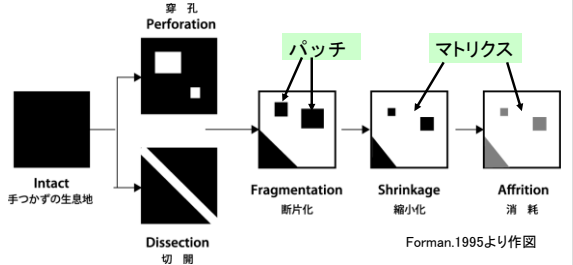 穿 孔
Perforation
パッチ
マトリクス
Intact
手つかずの生息地
Dissection
切 開
Fragmentation
断片化
Shrinkage
縮小化
Affrition
消 耗
Forman.1995より作図